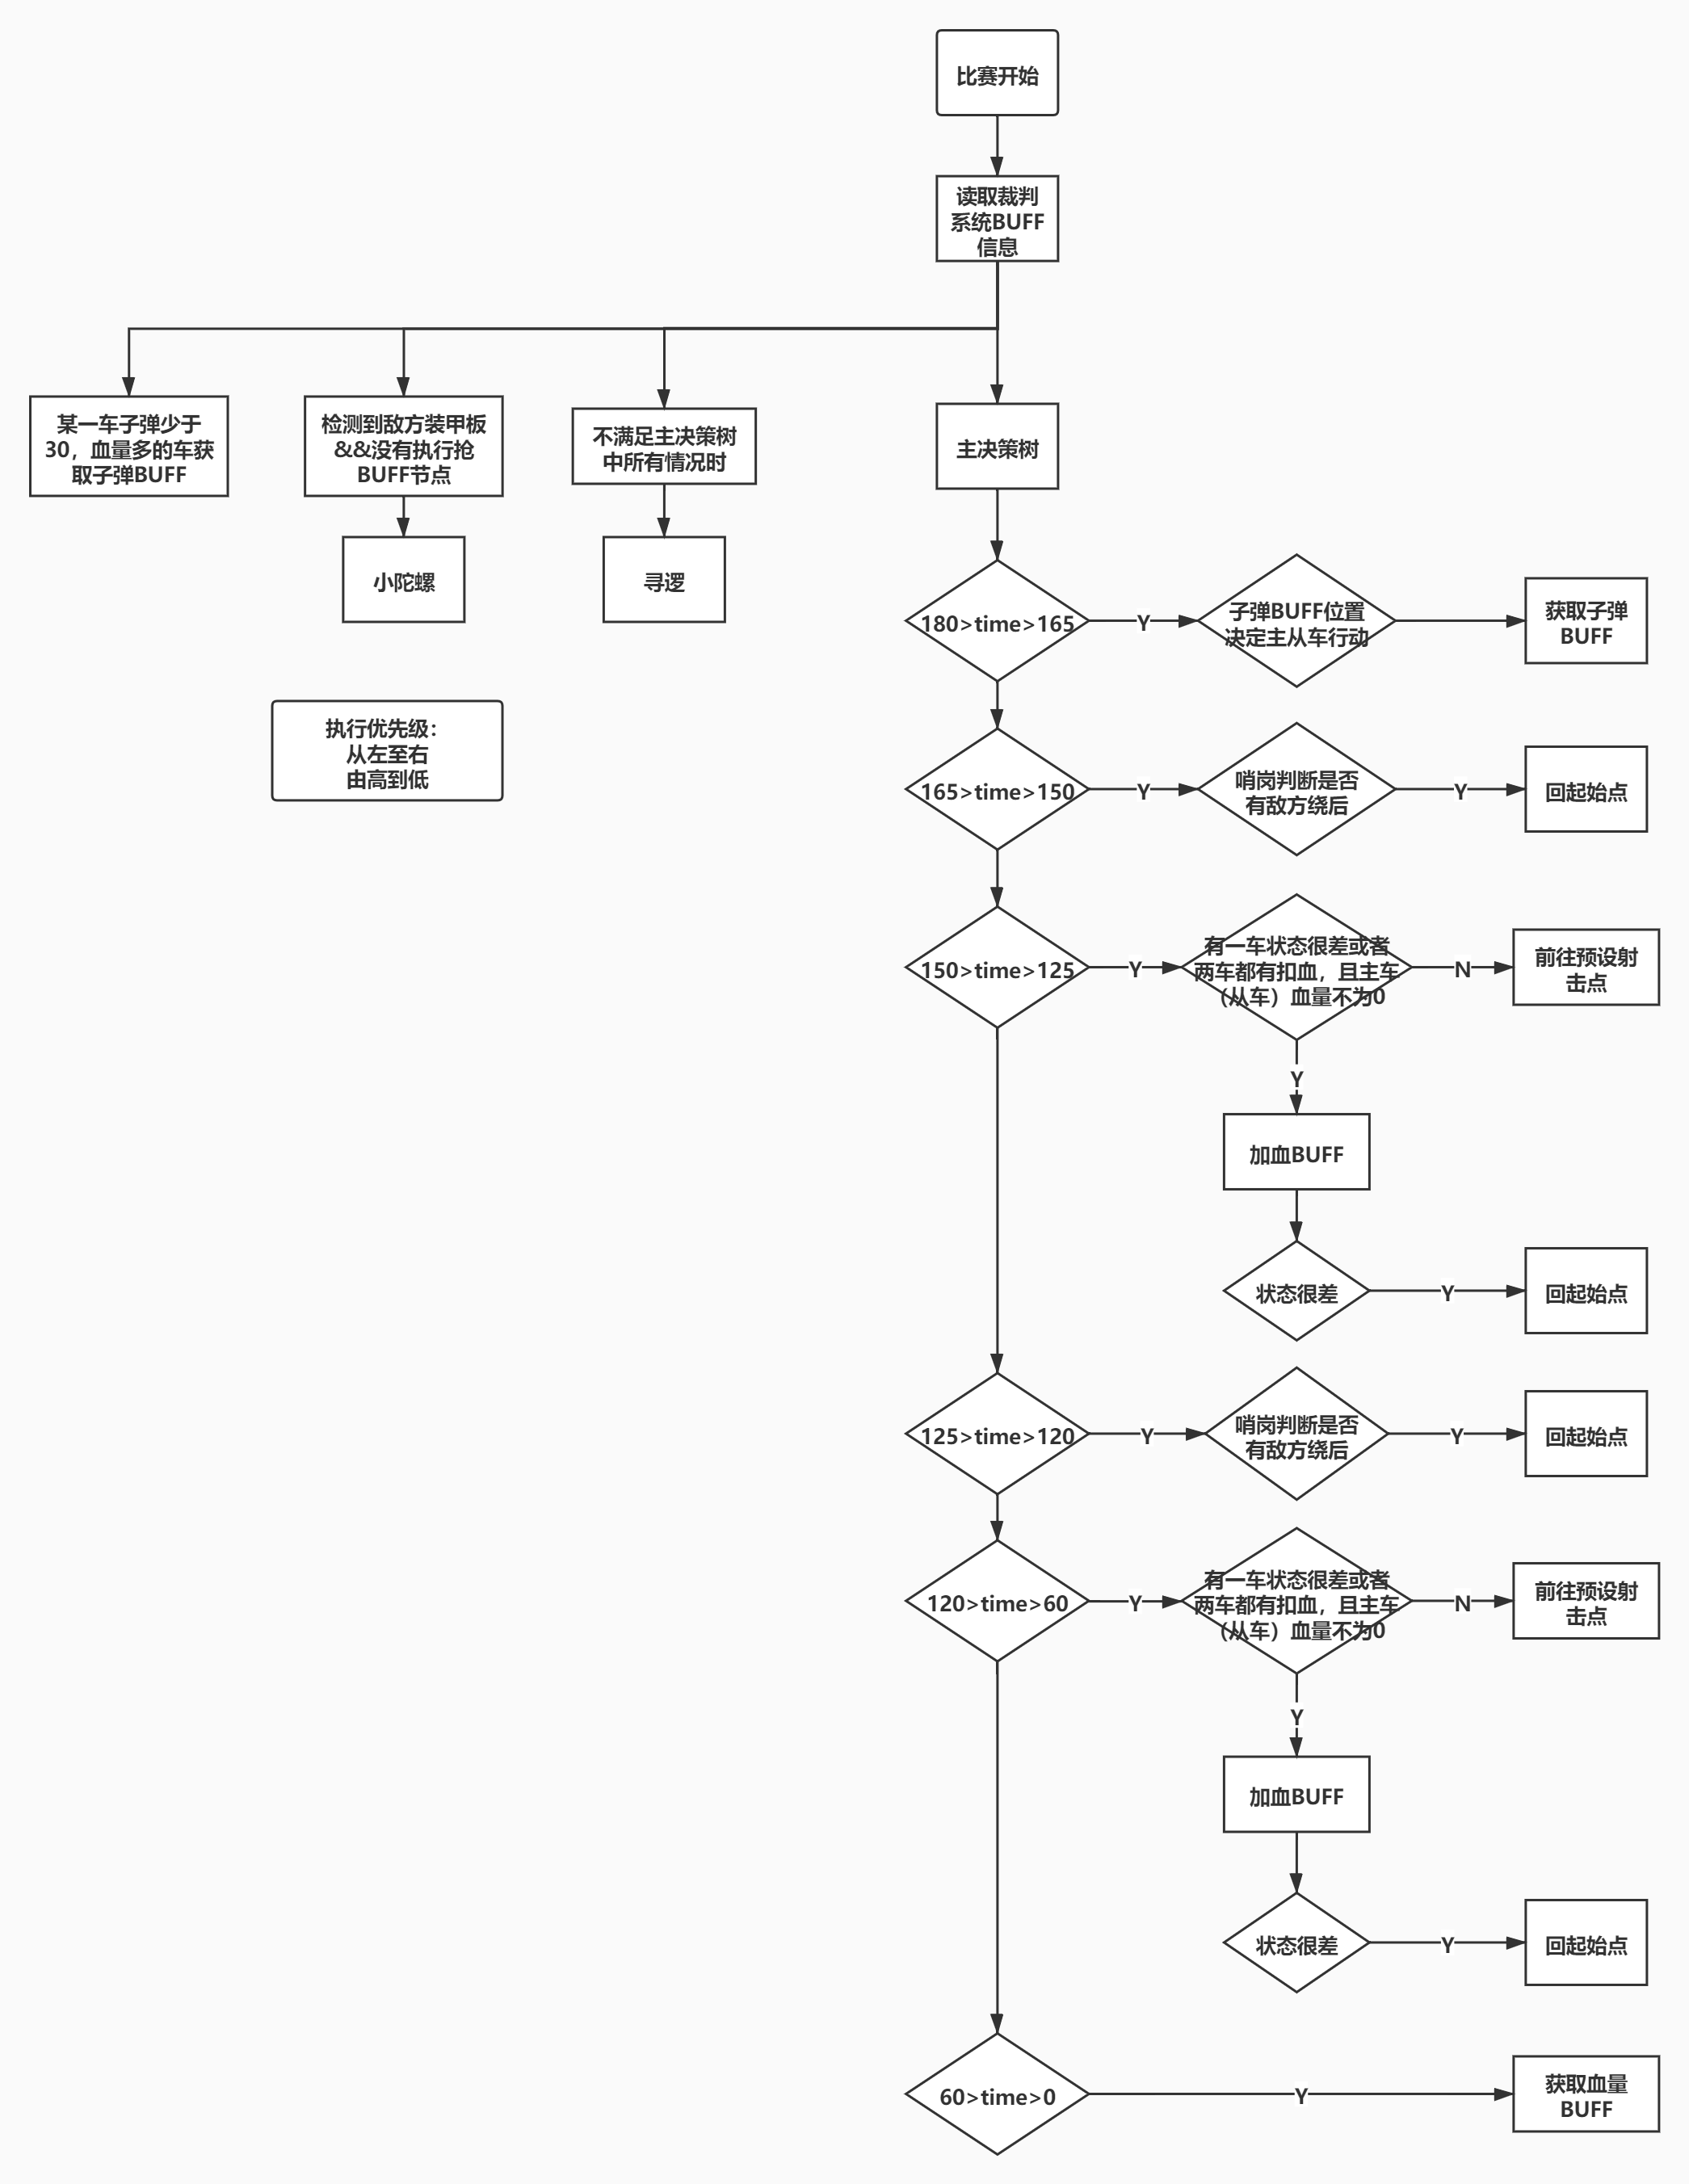 比赛开始
读取裁判
系统BUFF
信息
某一车子弹少于
30，血量多的车获
取子弹BUFF
检测到敌方装甲板
&&没有执行抢
BUFF节点
不满足主决策树
中所有情况时
主决策树
小陀螺
寻逻
执行优先级：
从左至右
由高到低
180>time>165
Y
子弹BUFF位置
决定主从车行动
获取子弹
BUFF
165>time>150
Y
哨岗判断是否
有敌方绕后
Y
回起始点
150>time>125
Y
有一车状态很差或者
两车都有扣血，且主车
（从车）血量不为0
N
前往预设射
击点
Y
加血BUFF
状态很差
Y
回起始点
125>time>120
Y
哨岗判断是否
有敌方绕后
Y
回起始点
120>time>60
Y
有一车状态很差或者
两车都有扣血，且主车
（从车）血量不为0
N
前往预设射
击点
Y
加血BUFF
状态很差
Y
回起始点
60>time>0
Y
获取血量
BUFF